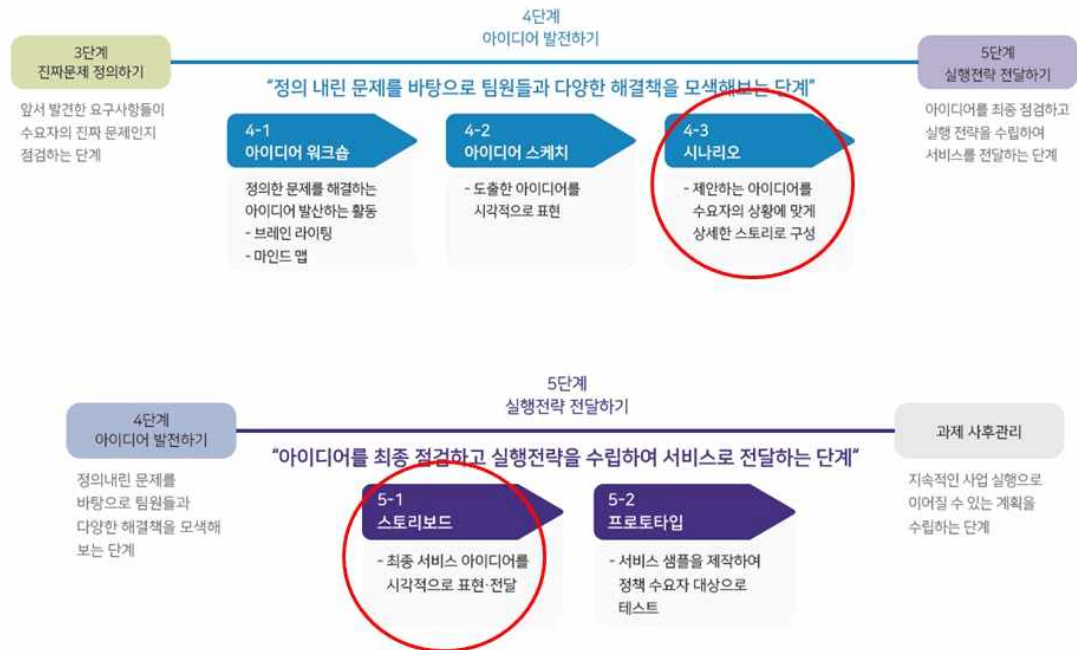 4단계
아이디어 발전하기
3단계
진짜문제 정의하기
앞서 발견한 요구사항들이
수요자의 진짜 문제인지
점검하는 단계
"정의 내린 문제를 바탕으로 팀원들과 다양한 해결책을 모색해보는 단계"
4-1
아이디어 워크숍
정의한 문제를 해결하는
아이디어 발산하는 활동
- 브레인 라이팅
- 마인드 맵
4-2
아이디어 스케치
- 도출한 아이디어를
시각적으로 표현
4-3
시나리오
- 제안하는 아이디어를
수요자의 상황에 맞게
상세한 스토리로 구성
5단계
실행전략 전달하기
아이디어를 최종 점검하고
실행 전략을 수립하여
서비스를 전달하는 단계
5단계
실행전략 전달하기
4단계
아이디어 발전하기
정의내린 문제를
바탕으로 팀원들과
다양한 해결책을 모색해
보는 단계
"아이디어를 최종 점검하고 실행전략을 수립하여 서비스로 전달하는 단계"
5-1
스토리보드
- 최종 서비스 아이디어를
시각적으로 표현·전달
5-2
프로토타입
- 서비스 샘플을 제작하여
정책 수요자 대상으로
테스트
과제 사후관리
지속적인 사업 실행으로
이어질 수 있는 계획을
수립하는 단계